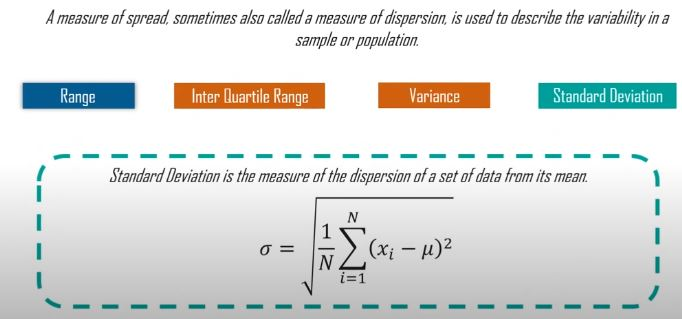 A measure of spread, sometimes also called a measure of dispersion, is used to describe the variability in a
sample or population.
Range
Inter Quartile Range
Variance
Standard Deviation
Standard Deviation is the measure of the dispersion of a set of data from its mean.
σ = √(1/N ∑_{i=1}^{N} (x_i − μ)²)